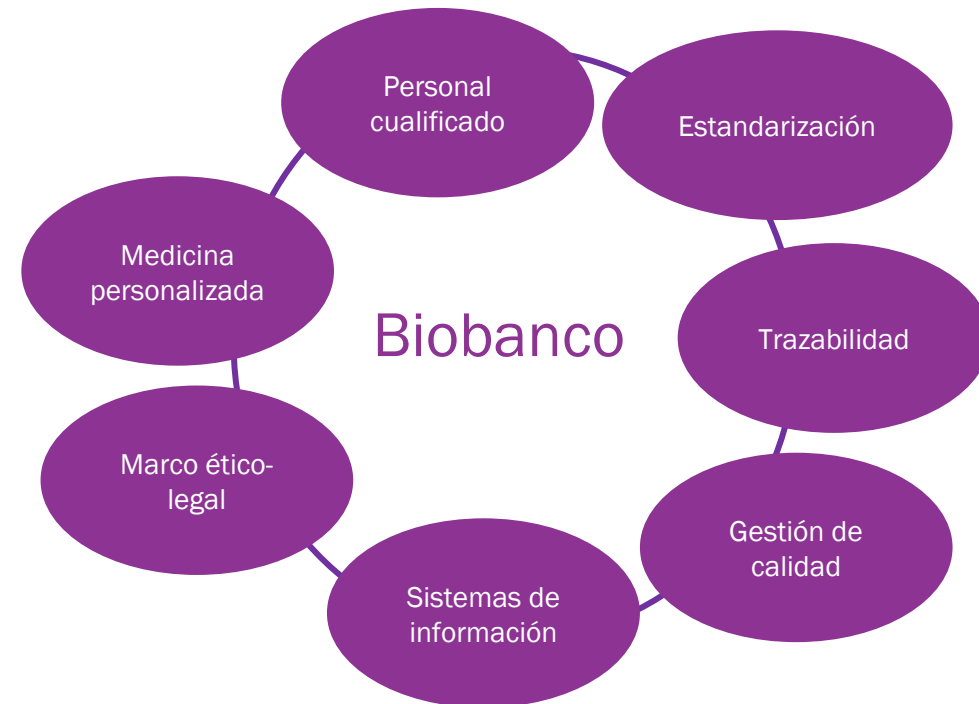 Personal
cualificado
Estandarización
Medicina
personalizada
Biobanco
Trazabilidad
Marco ético-
legal
Gestión de
calidad
Sistemas de
información